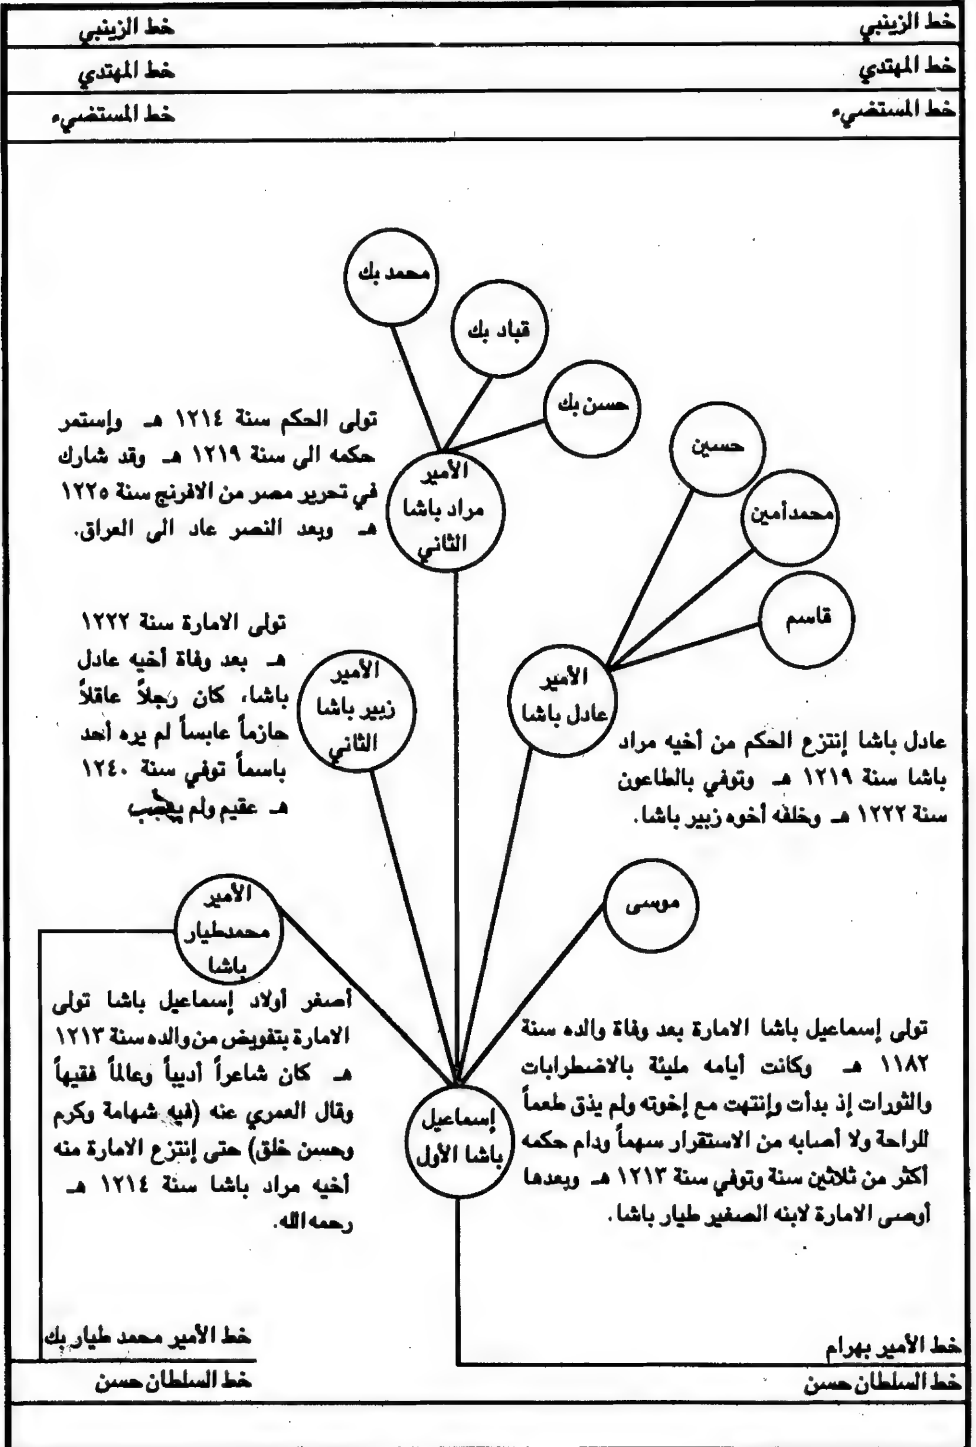 خط الزينبي
خط الزينبي
خط المهتدي
خط المهتدي
خط المستضيء
خط المستضيء
محمد بك
قباد بك
حسن بك
حسين
محمد أمين
قاسم
الأمير
مراد باشا
الثاني
تولى الحكم سنة ١٢١٤ هـ وإستمر
حكمه الى سنة ١٢١٩ هـ وقد شارك
في تحرير مصر من الافرنج سنة ١٢٢٥
هـ وبعد النصر عاد الى العراق.
الأمير
عادل باشا
عادل باشا إنتزع الحكم من أخيه مراد
باشا سنة ١٢١٩ هـ وتوفي بالطاعون
سنة ١٢٢٢ هـ وخلفه أخوه زبير باشا.
الأمير
زبير باشا
الثاني
تولى الامارة سنة ١٢٢٢
هـ بعد وفاة أخيه عادل
باشا، كان رجلاً عاقلاً
حازماً عابساً لم يره أحد
باسماً توفي سنة ١٢٤٠
هـ عقيم ولم
موسى
الأمير
محمد طيار
باشا
أصغر أولاد إسماعيل باشا تولى
الامارة بتفويض من والده سنة ١٢١٣
هـ كان شاعراً أديباً وعالماً فقيهاً
وقال العمري عنه (فيه شهامة وكرم
وحسن خلق) حتى إنتزع الامارة منه
أخيه مراد باشا سنة ١٢١٤ هـ
رحمه الله.
إسماعيل
باشا الأول
تولى إسماعيل باشا الامارة بعد وفاة والده سنة
١١٨٢ هـ وكانت أيامه مليئة بالاضطرابات
والثورات إذ بدأت وإنتهت مع إخوته ولم يذق طعماً
للراحة ولا أصابه من الاستقرار سهماً ودام حكمه
أكثر من ثلاثين سنة وتوفي سنة ١٢١٣ هـ وبعدها
أوصى الامارة لابنه الصغير طيار باشا.
خط الأمير بهرام
خط الأمير محمد طيار بك
خط السلطان حسن
خط السلطان حسن